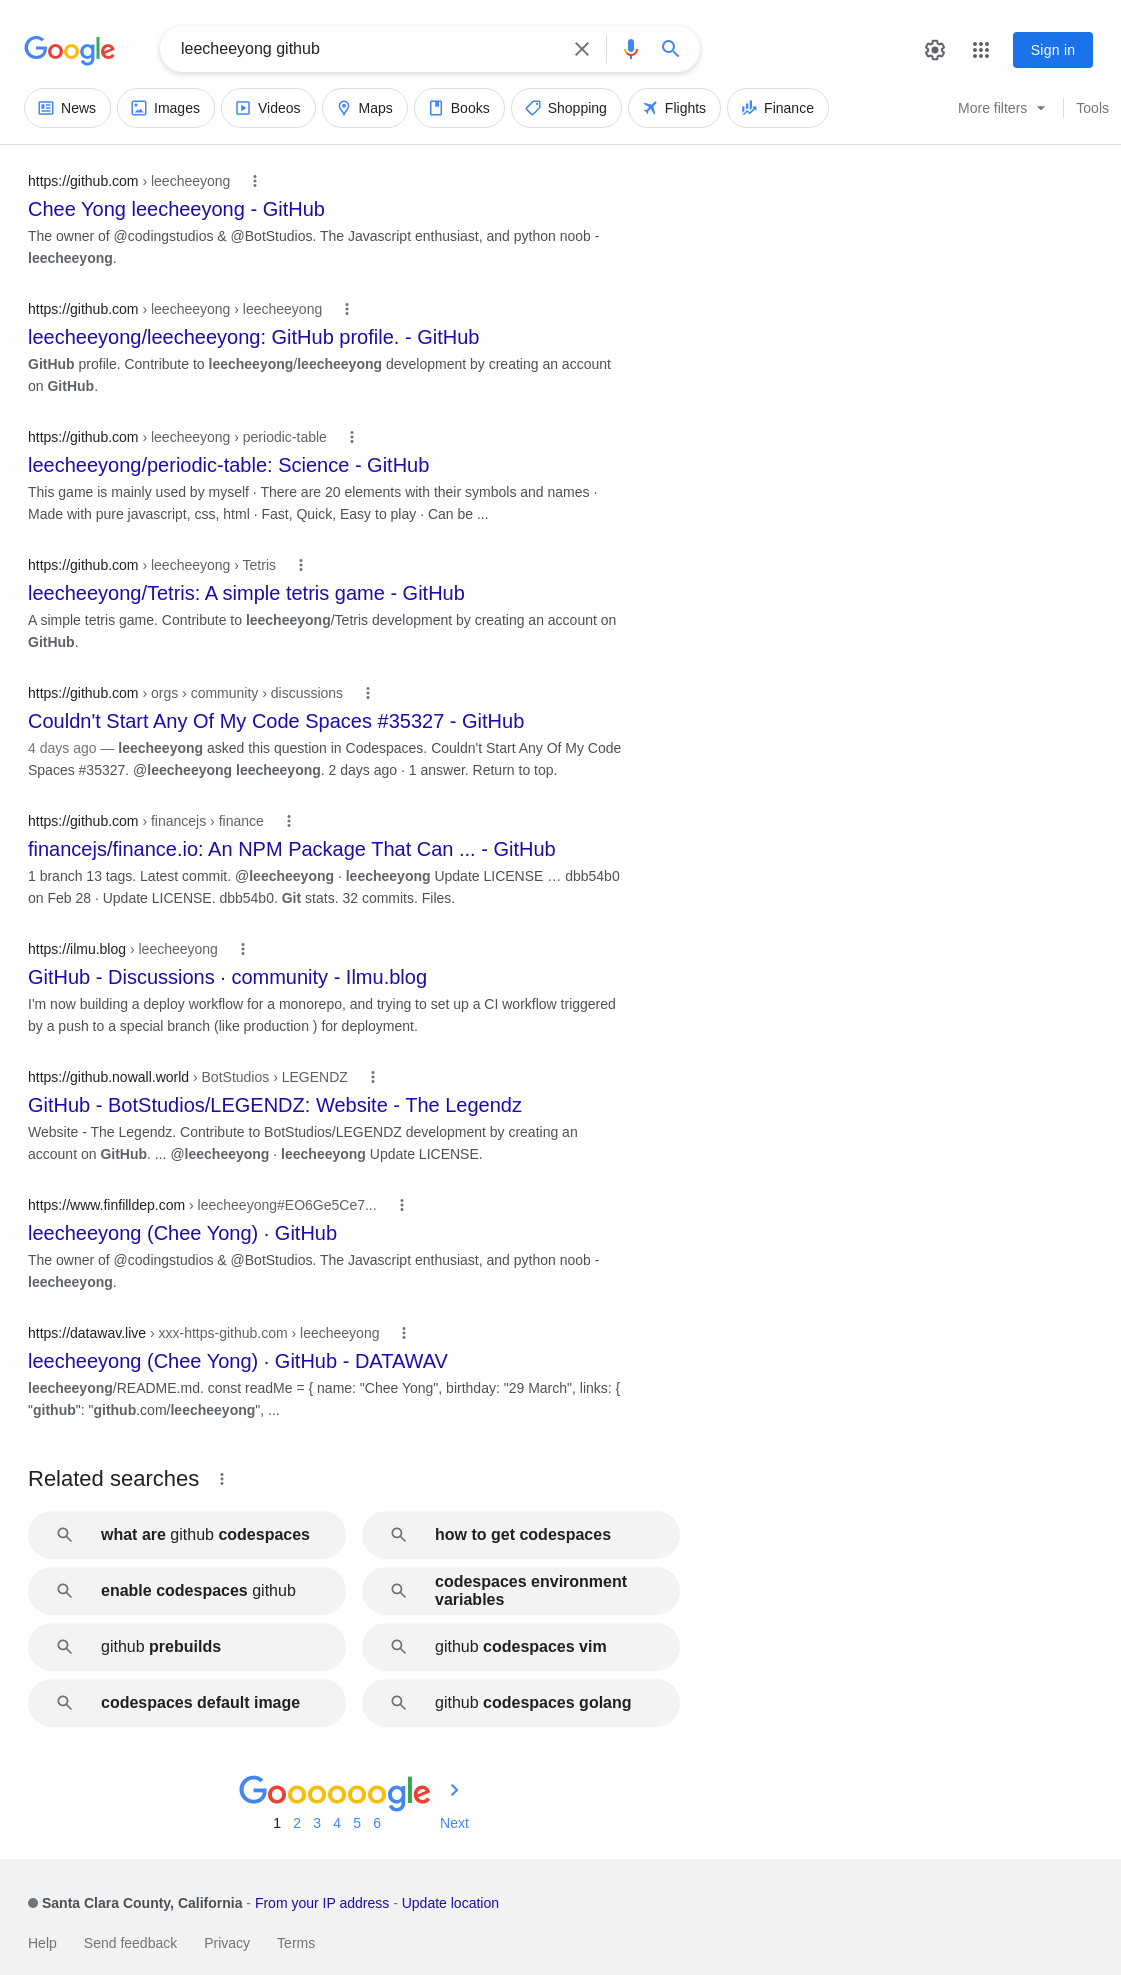 Google
leecheeyong github
Sign in
News Images Videos Maps Books Shopping Flights Finance More filters Tools
https://github.com › leecheeyong
Chee Yong leecheeyong - GitHub
The owner of @codingstudios & @BotStudios. The Javascript enthusiast, and python noob -
leecheeyong.
https://github.com › leecheeyong › leecheeyong
leecheeyong/leecheeyong: GitHub profile. - GitHub
GitHub profile. Contribute to leecheeyong/leecheeyong development by creating an account
on GitHub.
https://github.com › leecheeyong › periodic-table
leecheeyong/periodic-table: Science - GitHub
This game is mainly used by myself · There are 20 elements with their symbols and names ·
Made with pure javascript, css, html · Fast, Quick, Easy to play · Can be ...
https://github.com › leecheeyong › Tetris
leecheeyong/Tetris: A simple tetris game - GitHub
A simple tetris game. Contribute to leecheeyong/Tetris development by creating an account on
GitHub.
https://github.com › orgs › community › discussions
Couldn't Start Any Of My Code Spaces #35327 - GitHub
4 days ago — leecheeyong asked this question in Codespaces. Couldn't Start Any Of My Code
Spaces #35327. @leecheeyong leecheeyong. 2 days ago · 1 answer. Return to top.
https://github.com › financejs › finance
financejs/finance.io: An NPM Package That Can ... - GitHub
1 branch 13 tags. Latest commit. @leecheeyong · leecheeyong Update LICENSE … dbb54b0
on Feb 28 · Update LICENSE. dbb54b0. Git stats. 32 commits. Files.
https://ilmu.blog › leecheeyong
GitHub - Discussions · community - Ilmu.blog
I'm now building a deploy workflow for a monorepo, and trying to set up a CI workflow triggered
by a push to a special branch (like production ) for deployment.
https://github.nowall.world › BotStudios › LEGENDZ
GitHub - BotStudios/LEGENDZ: Website - The Legendz
Website - The Legendz. Contribute to BotStudios/LEGENDZ development by creating an
account on GitHub. ... @leecheeyong · leecheeyong Update LICENSE.
https://www.finfilldep.com › leecheeyong#EO6Ge5Ce7...
leecheeyong (Chee Yong) · GitHub
The owner of @codingstudios & @BotStudios. The Javascript enthusiast, and python noob -
leecheeyong.
https://datawav.live › xxx-https-github.com › leecheeyong
leecheeyong (Chee Yong) · GitHub - DATAWAV
leecheeyong/README.md. const readMe = { name: "Chee Yong", birthday: "29 March", links: {
"github": "github.com/leecheeyong", ...
Related searches
what are github codespaces
how to get codespaces
enable codespaces github
codespaces environment
variables
github prebuilds
github codespaces vim
codespaces default image
github codespaces golang
Goooooogle
1 2 3 4 5 6 Next
Santa Clara County, California - From your IP address - Update location
Help Send feedback Privacy Terms